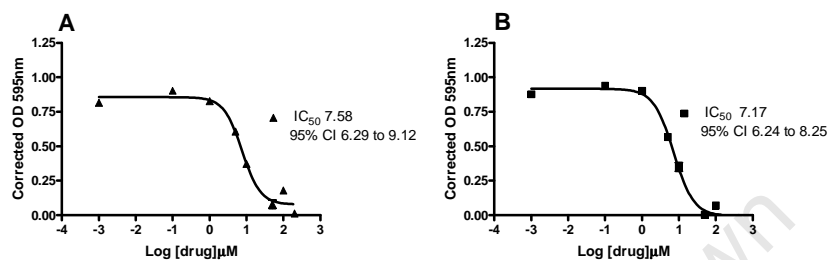 A
1.25
1.00
0.75
0.50
0.25
0.00
Corrected OD 595nm
-4 -3 -2 -1 0 1 2 3
Log [drug]μM
IC50 7.58
95% CI 6.29 to 9.12
B
1.25
1.00
0.75
0.50
0.25
0.00
Corrected OD 595nm
-4 -3 -2 -1 0 1 2 3
Log [drug]μM
IC50 7.17
95% CI 6.24 to 8.25